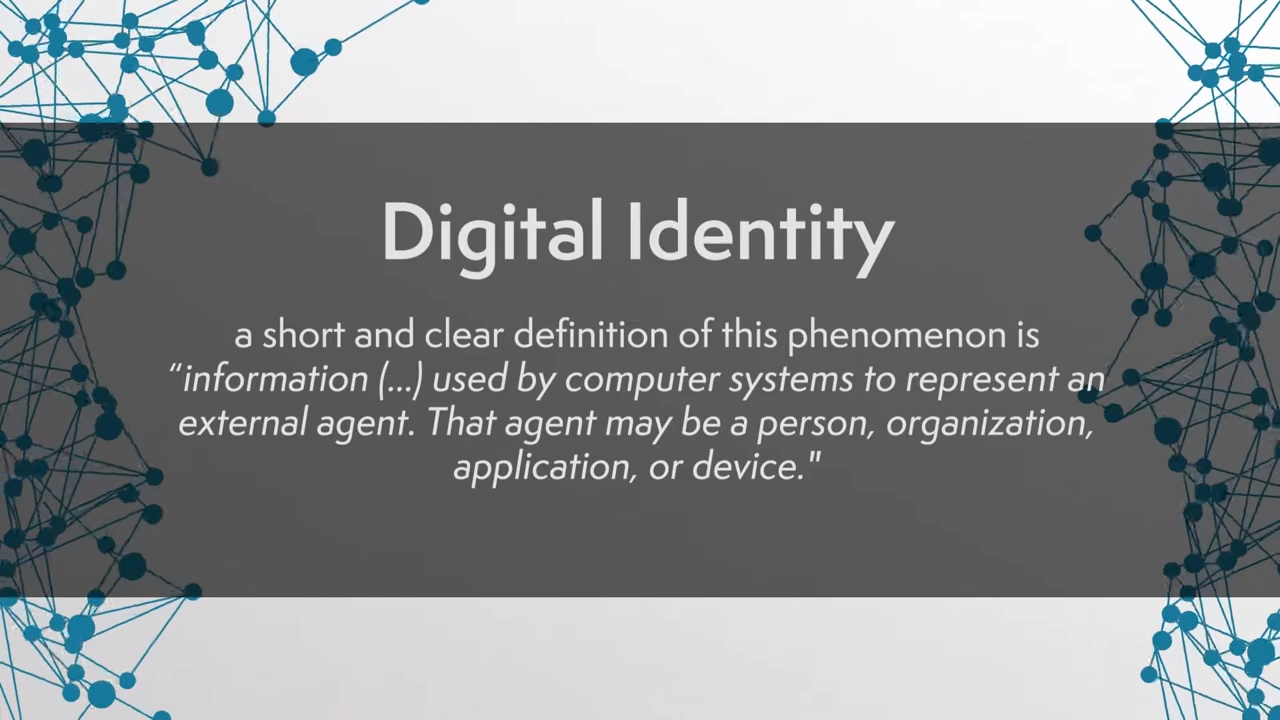 Digital Identity
a short and clear definition of this phenomenon is
“information (...) used by computer systems to represent an
external agent. That agent may be a person, organization,
application, or device."